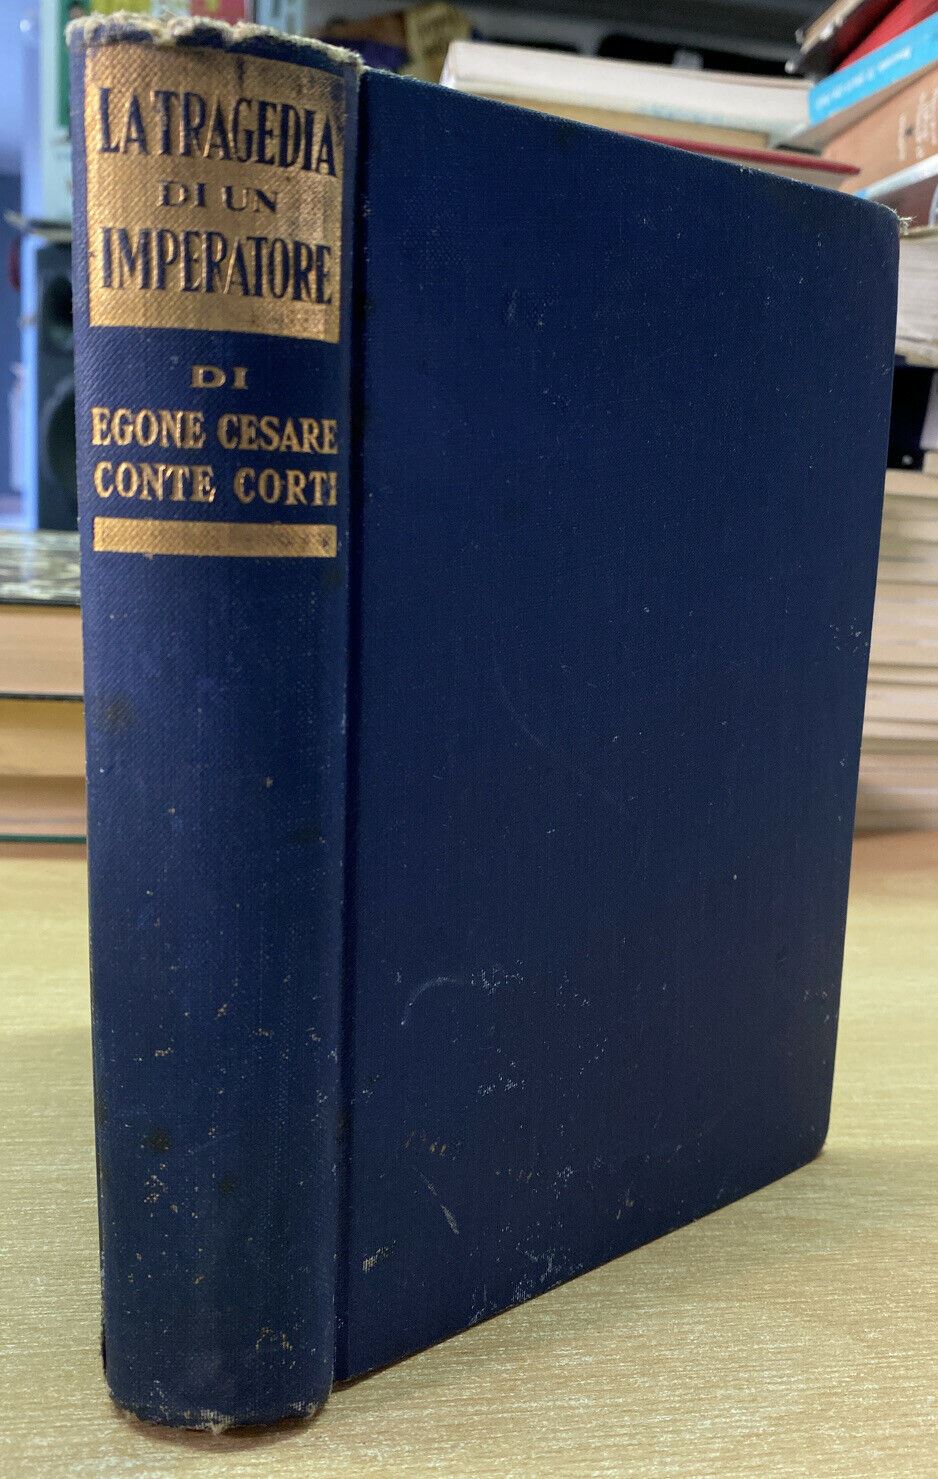 LA TRAGEDIA
DI UN
IMPERATORE
DI
EGONE CESARE
CONTE CORTI